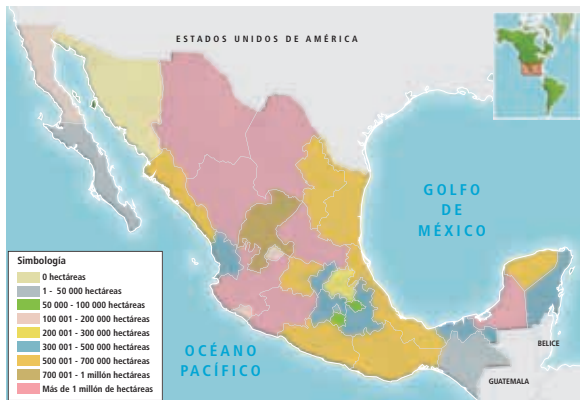 ESTADOS UNIDOS DE AMÉRICA
GOLFO
DE
MÉXICO
OCÉANO
PACÍFICO
BELICE
GUATEMALA
Simbología
0 hectáreas
1 - 50 000 hectáreas
50 000 - 100 000 hectáreas
100 001 - 200 000 hectáreas
200 001 - 300 000 hectáreas
301 001 - 500 000 hectáreas
500 001 - 700 000 hectáreas
700 001 - 1 millón hectáreas
Más de 1 millón de hectáreas